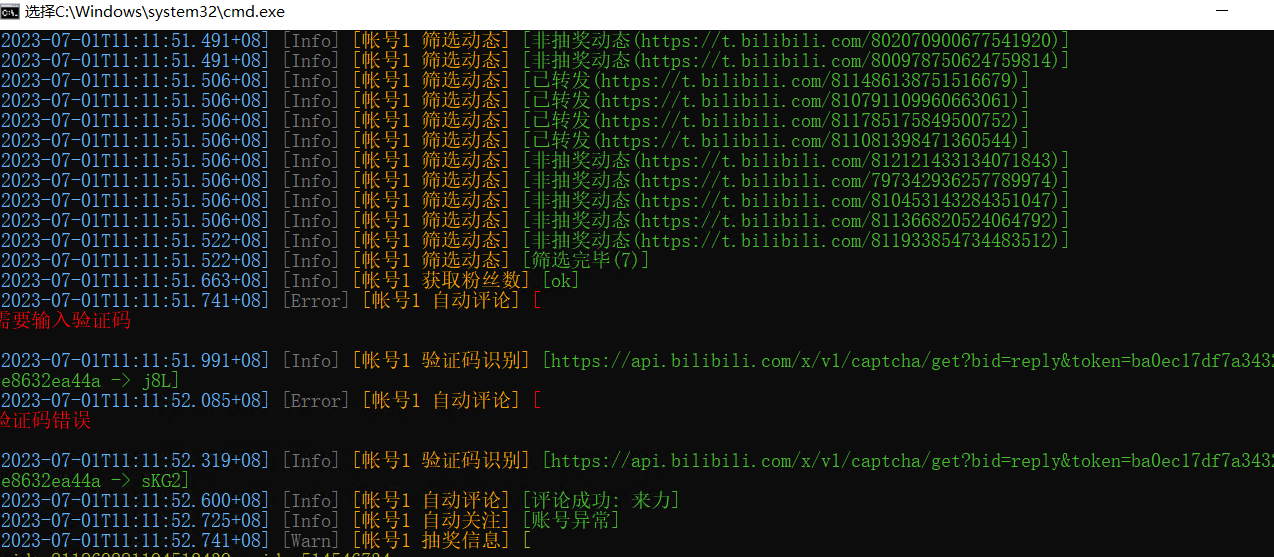 选择C:\Windows\system32\cmd.exe
2023-07-01T11:11:51.491+08] [Info] [帐号1 筛选动态] [非抽奖动态(https://t.bilibili.com/802070900677541920)]
2023-07-01T11:11:51.491+08] [Info] [帐号1 筛选动态] [非抽奖动态(https://t.bilibili.com/800978750624759814)]
2023-07-01T11:11:51.506+08] [Info] [帐号1 筛选动态] [已转发(https://t.bilibili.com/811486138751516679)]
2023-07-01T11:11:51.506+08] [Info] [帐号1 筛选动态] [已转发(https://t.bilibili.com/810791109960663061)]
2023-07-01T11:11:51.506+08] [Info] [帐号1 筛选动态] [已转发(https://t.bilibili.com/811785175849500752)]
2023-07-01T11:11:51.506+08] [Info] [帐号1 筛选动态] [已转发(https://t.bilibili.com/811081398471360544)]
2023-07-01T11:11:51.506+08] [Info] [帐号1 筛选动态] [非抽奖动态(https://t.bilibili.com/812121433134071843)]
2023-07-01T11:11:51.506+08] [Info] [帐号1 筛选动态] [非抽奖动态(https://t.bilibili.com/797342936257789974)]
2023-07-01T11:11:51.506+08] [Info] [帐号1 筛选动态] [非抽奖动态(https://t.bilibili.com/810453143284351047)]
2023-07-01T11:11:51.506+08] [Info] [帐号1 筛选动态] [非抽奖动态(https://t.bilibili.com/811366820524064792)]
2023-07-01T11:11:51.522+08] [Info] [帐号1 筛选动态] [非抽奖动态(https://t.bilibili.com/811933854734483512)]
2023-07-01T11:11:51.522+08] [Info] [帐号1 筛选动态] [筛选完毕(7)]
2023-07-01T11:11:51.663+08] [Info] [帐号1 获取粉丝数] [ok]
2023-07-01T11:11:51.741+08] [Error] [帐号1 自动评论] [
需要输入验证码
2023-07-01T11:11:51.991+08] [Info] [帐号1 验证码识别] [https://api.bilibili.com/x/v1/captcha/get?bid=reply&token=ba0ec17df7a3432
e8632ea44a -> j8L]
2023-07-01T11:11:52.085+08] [Error] [帐号1 自动评论] [
验证码错误
2023-07-01T11:11:52.319+08] [Info] [帐号1 验证码识别] [https://api.bilibili.com/x/v1/captcha/get?bid=reply&token=ba0ec17df7a3432
e8632ea44a -> sKG2]
2023-07-01T11:11:52.600+08] [Info] [帐号1 自动评论] [评论成功: 来力]
2023-07-01T11:11:52.725+08] [Info] [帐号1 自动关注] [账号异常]
2023-07-01T11:11:52.741+08] [Warn] [帐号1 抽奖信息] [